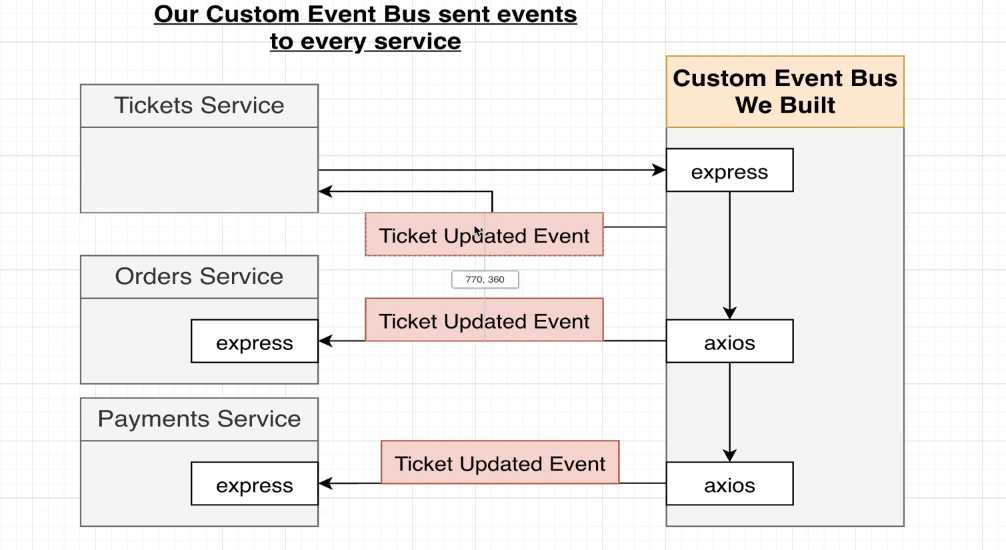 Our Custom Event Bus sent events
to every service
Tickets Service
Custom Event Bus
We Built
express
Ticket Updated Event
770, 360
Orders Service
express
Ticket Updated Event
axios
Payments Service
express
Ticket Updated Event
axios